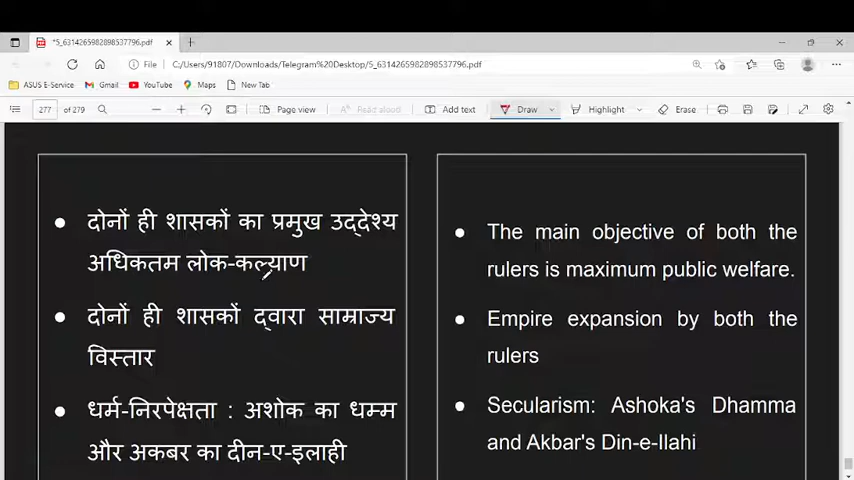 *5_6314265982898537796.pdf
File C:/Users/91807/Downloads/Telegram%20Desktop/5_6314265982898537796.pdf
ASUS E-Service Gmail YouTube Maps New Tab
277 of 279 Page view Read aloud Add text Draw Highlight Erase
● दोनों ही शासकों का प्रमुख उद्देश्य
अधिकतम लोक-कल्याण
● दोनों ही शासकों द्वारा साम्राज्य
विस्तार
● धर्म-निरपेक्षता : अशोक का धम्म
और अकबर का दीन-ए-इलाही
● The main objective of both the
rulers is maximum public welfare.
● Empire expansion by both the
rulers
● Secularism: Ashoka's Dhamma
and Akbar's Din-e-Ilahi